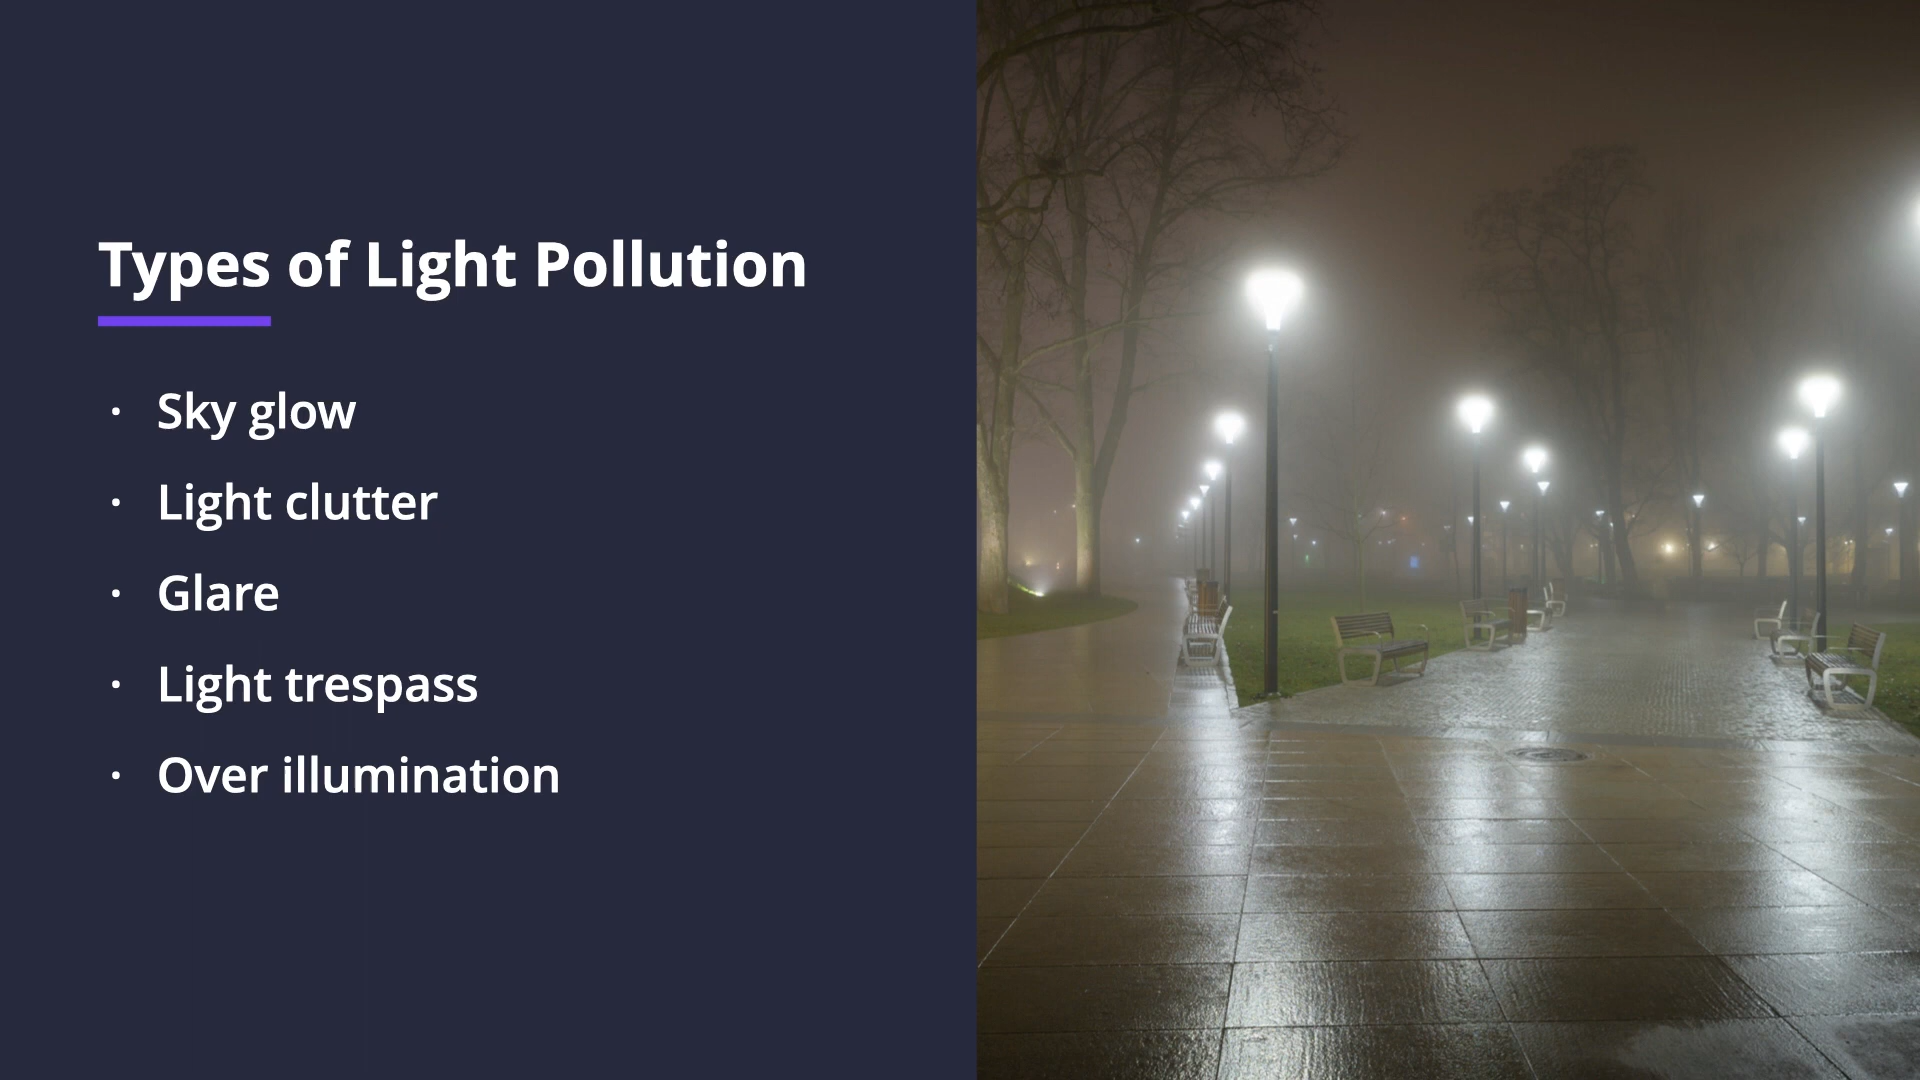 Types of Light Pollution
· Sky glow
· Light clutter
· Glare
· Light trespass
· Over illumination